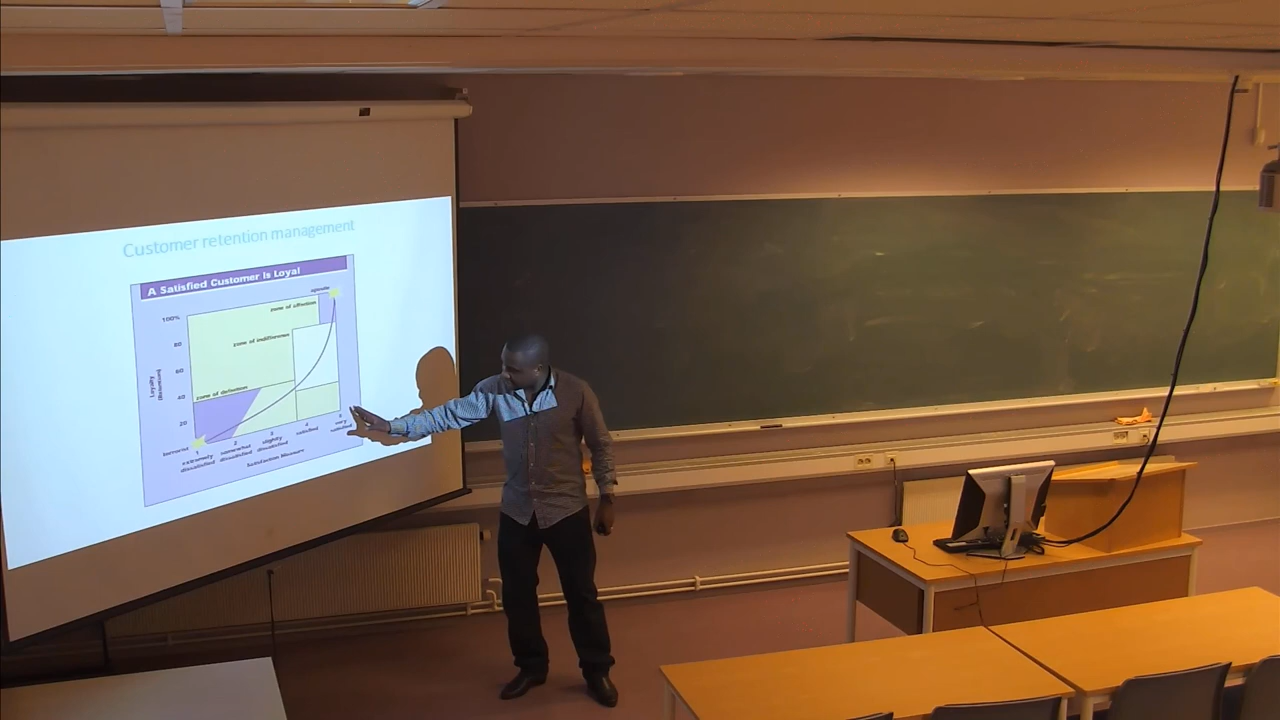 Customer retention management
A Satisfied Customer Is Loyal
apostle
zone of affection
100%
zone of indifference
80
60
Loyalty
(Retention)
zone of defection
40
20
terrorist
1
2
3
4
5
extremely
dissatisfied
somewhat
dissatisfied
slightly
dissatisfied
satisfied
very
satisfied
Satisfaction Measure